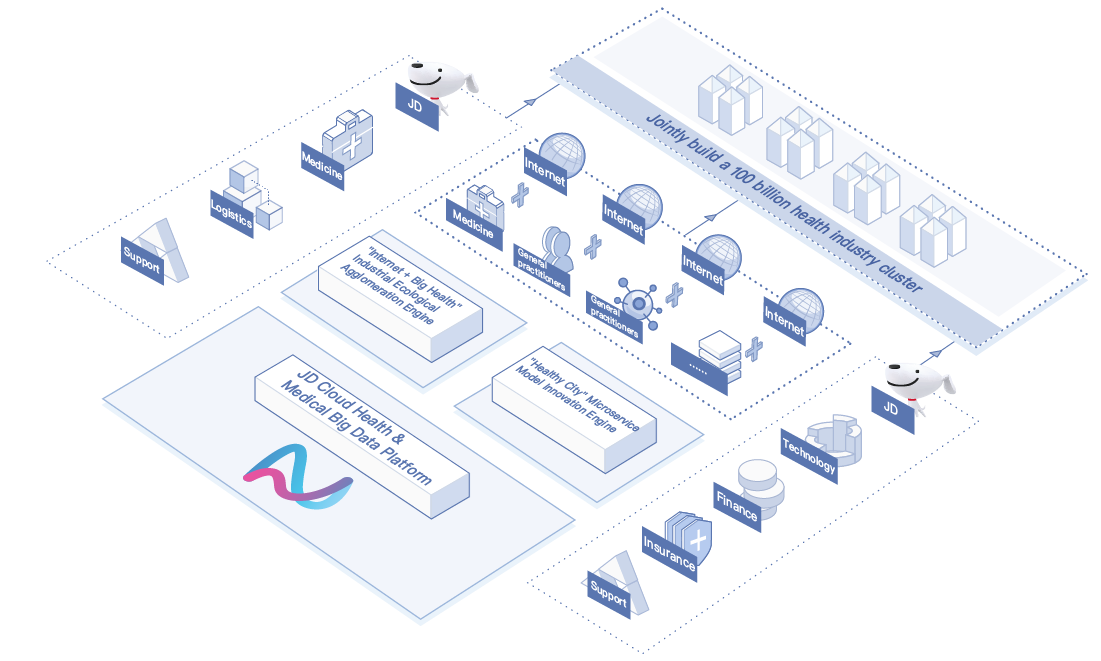 JD
Medicine
Logistics
Support
Jointly build a 100 billion health industry cluster
Internet
Internet
Internet
Internet
Medicine
General
practitioners
General
practitioners
......
"Internet + Big Health"
Industrial Ecological
Agglomeration Engine
"Healthy City" Microservice
Model Innovation Engine
JD Cloud Health &
Medical Big Data Platform
JD
Technology
Finance
Insurance
Support